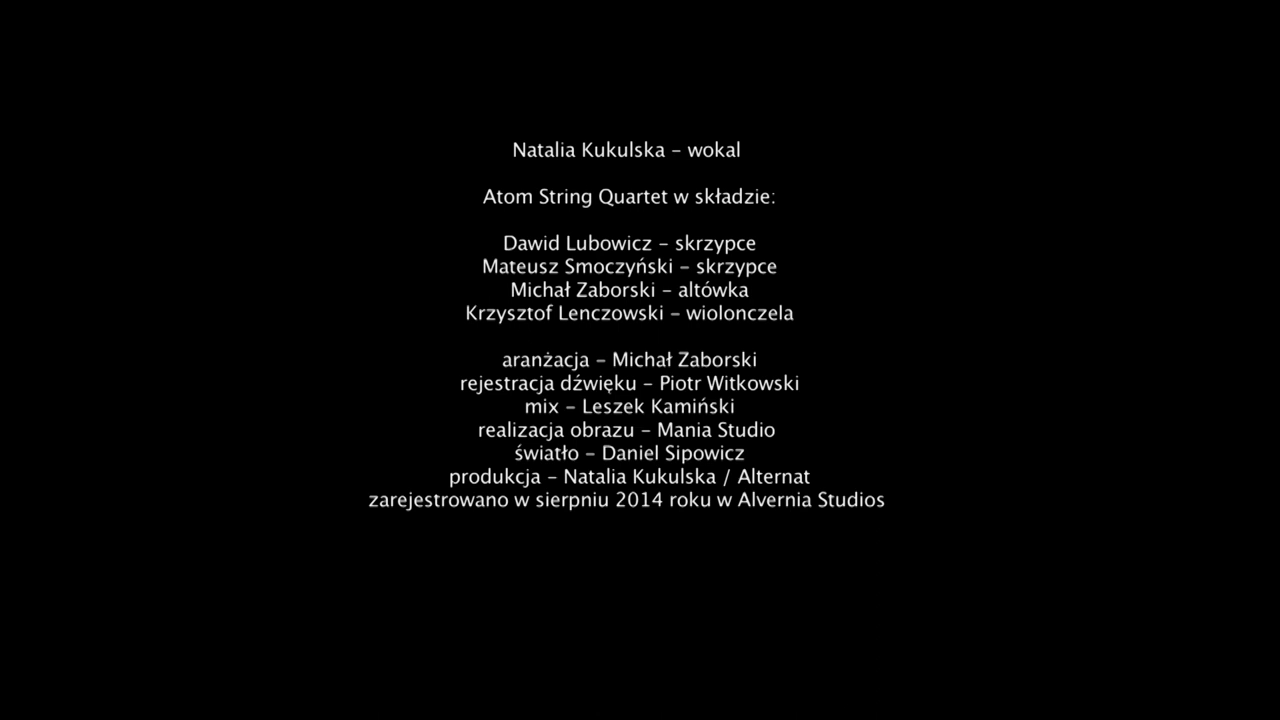 Natalia Kukulska – wokal
Atom String Quartet w składzie:
Dawid Lubowicz – skrzypce
Mateusz Smoczyński – skrzypce
Michał Zaborski – altówka
Krzysztof Lenczowski – wiolonczela
aranżacja – Michał Zaborski
rejestracja dźwięku – Piotr Witkowski
mix – Leszek Kamiński
realizacja obrazu – Mania Studio
światło – Daniel Sipowicz
produkcja – Natalia Kukulska / Alternat
zarejestrowano w sierpniu 2014 roku w Alvernia Studios